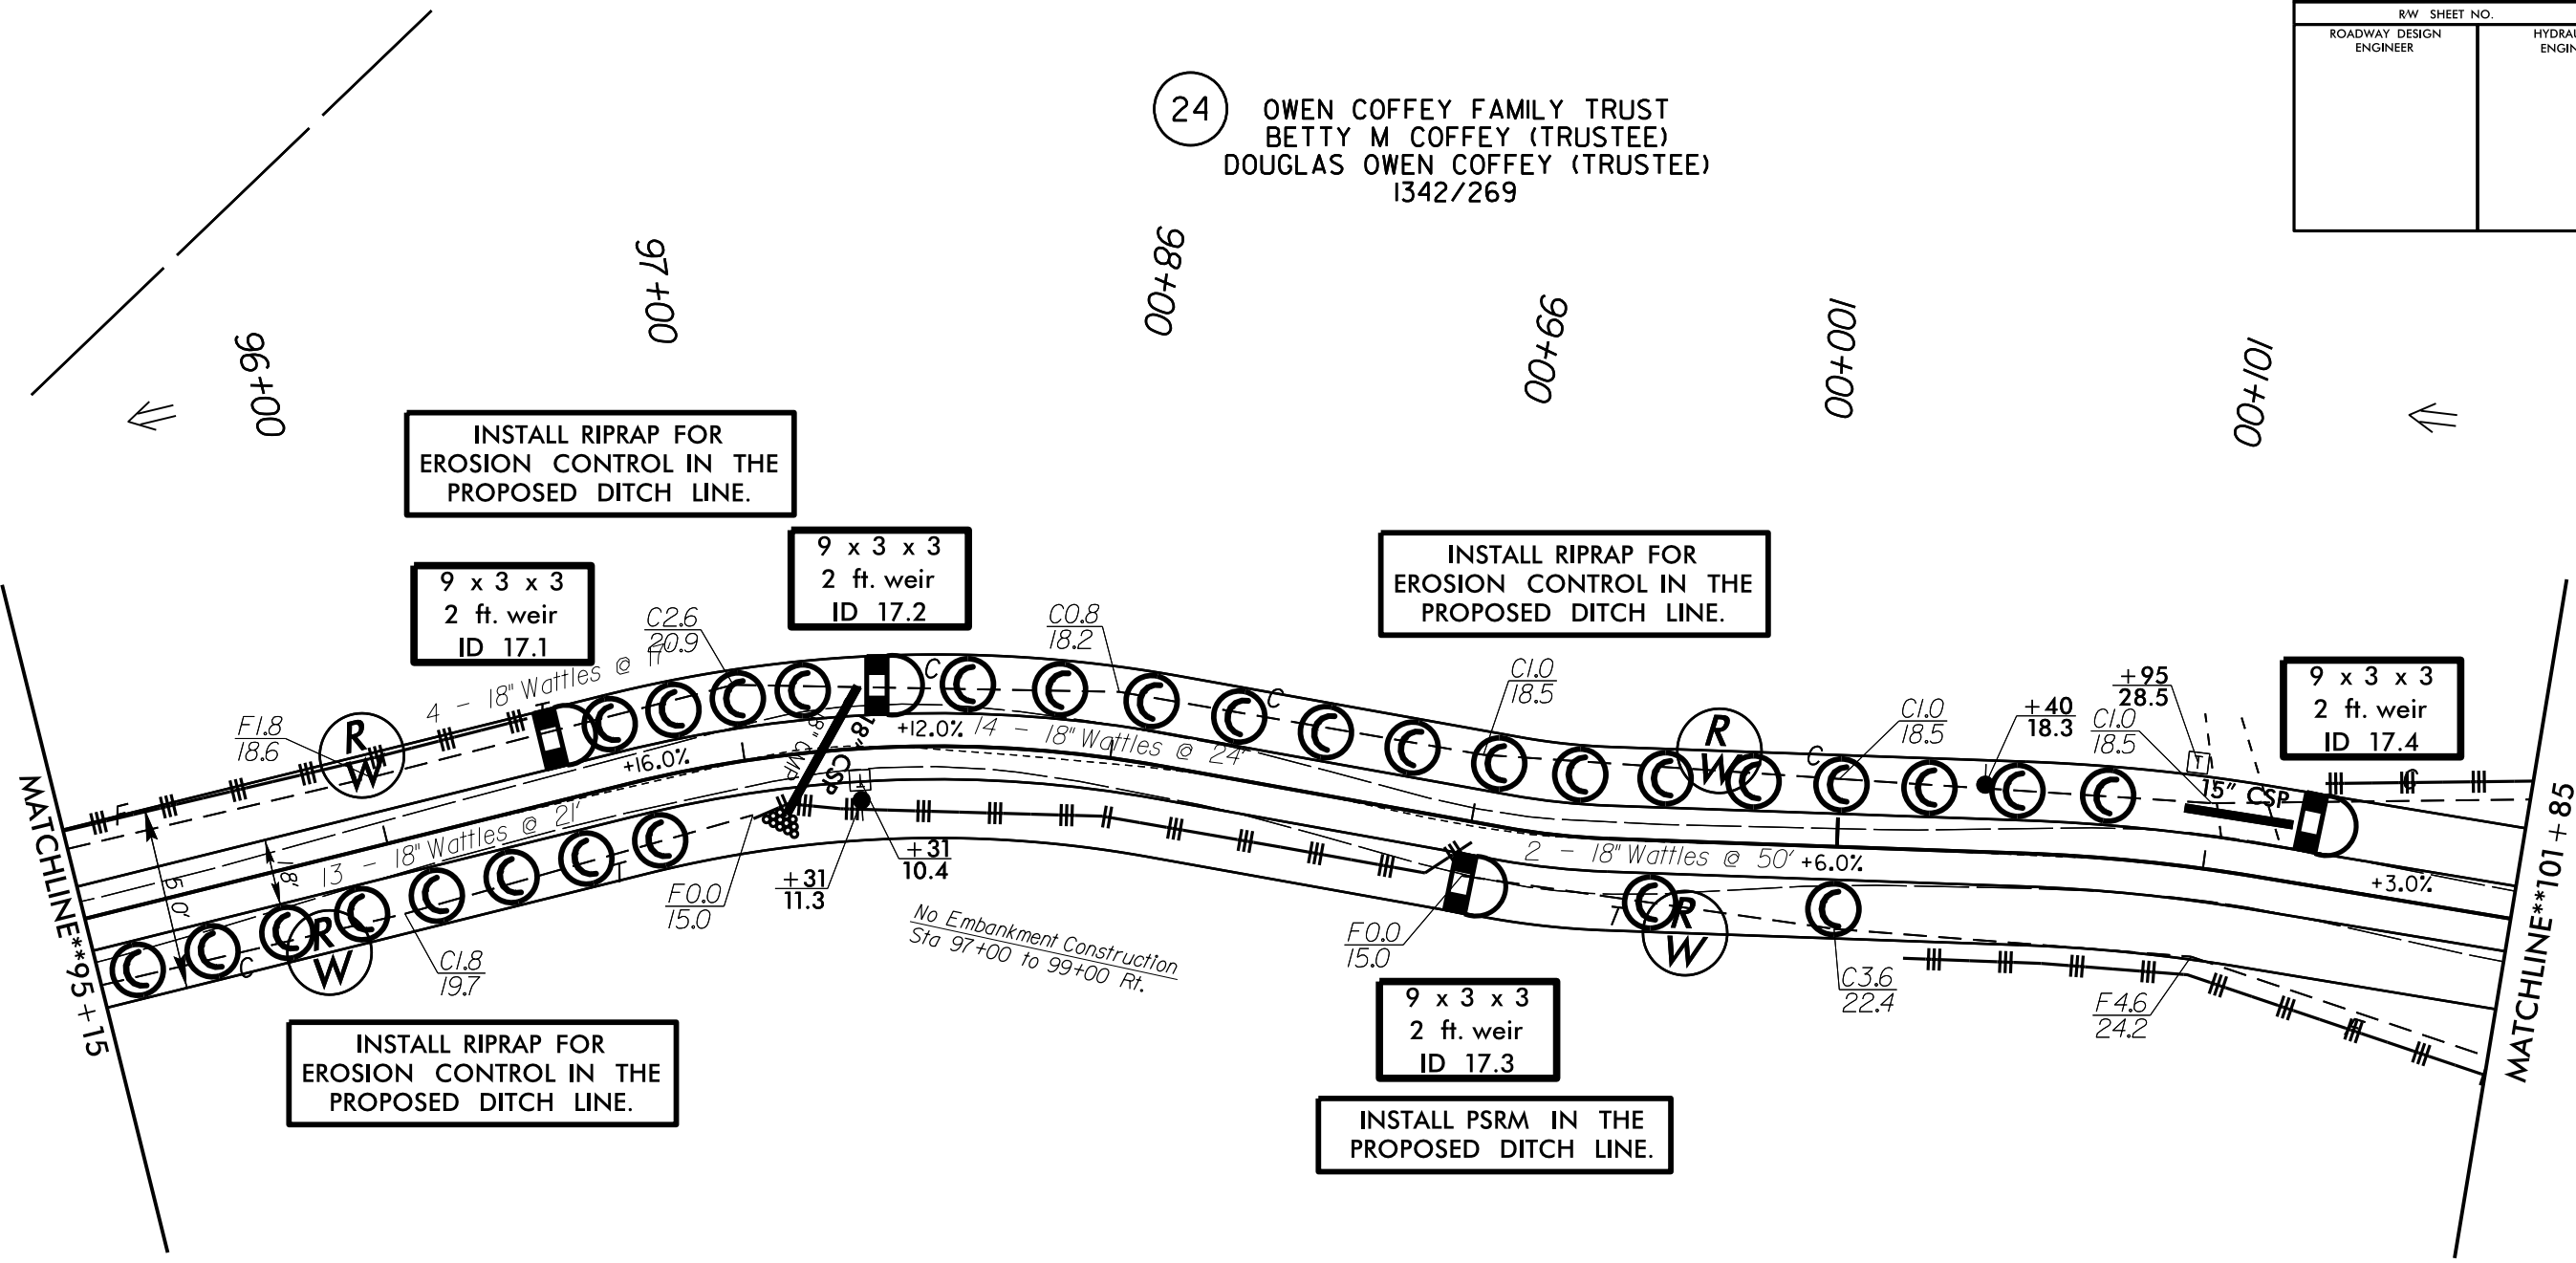 R/W SHEET NO.
ROADWAY DESIGN
ENGINEER
24
OWEN COFFEY FAMILY TRUST
BETTY M COFFEY (TRUSTEE)
DOUGLAS OWEN COFFEY (TRUSTEE)
1342/269
96+00
97+00
98+00
99+00
100+00
101+00
INSTALL RIPRAP FOR
EROSION CONTROL IN THE
PROPOSED DITCH LINE.
9 x 3 x 3
2 ft. weir
ID 17.1
9 x 3 x 3
2 ft. weir
ID 17.2
INSTALL RIPRAP FOR
EROSION CONTROL IN THE
PROPOSED DITCH LINE.
9 x 3 x 3
2 ft. weir
ID 17.4
C2.6
20.9
C0.8
18.2
C1.0
18.5
C1.0
18.5
+40
18.3
C1.0
18.5
+95
28.5
F1.8
18.6
R
W
4 - 18" Wattles @ 11'
+16.0%
18" CMP
18" CSP
+12.0%
14 - 18" Wattles @ 24'
R
W
15" CSP
T
T
F
C
C
C
C
MATCHLINE**95+15
50'
18'
13 - 18" Wattles @ 21'
T
C
R
W
C1.8
19.7
F0.0
15.0
+31
11.3
+31
10.4
No Embankment Construction
Sta 97+00 to 99+00 Rt.
F0.0
15.0
2 - 18" Wattles @ 50'
+6.0%
T
R
W
C3.6
22.4
F4.6
24.2
F
+3.0%
MATCHLINE**101+85
INSTALL RIPRAP FOR
EROSION CONTROL IN THE
PROPOSED DITCH LINE.
9 x 3 x 3
2 ft. weir
ID 17.3
INSTALL PSRM IN THE
PROPOSED DITCH LINE.